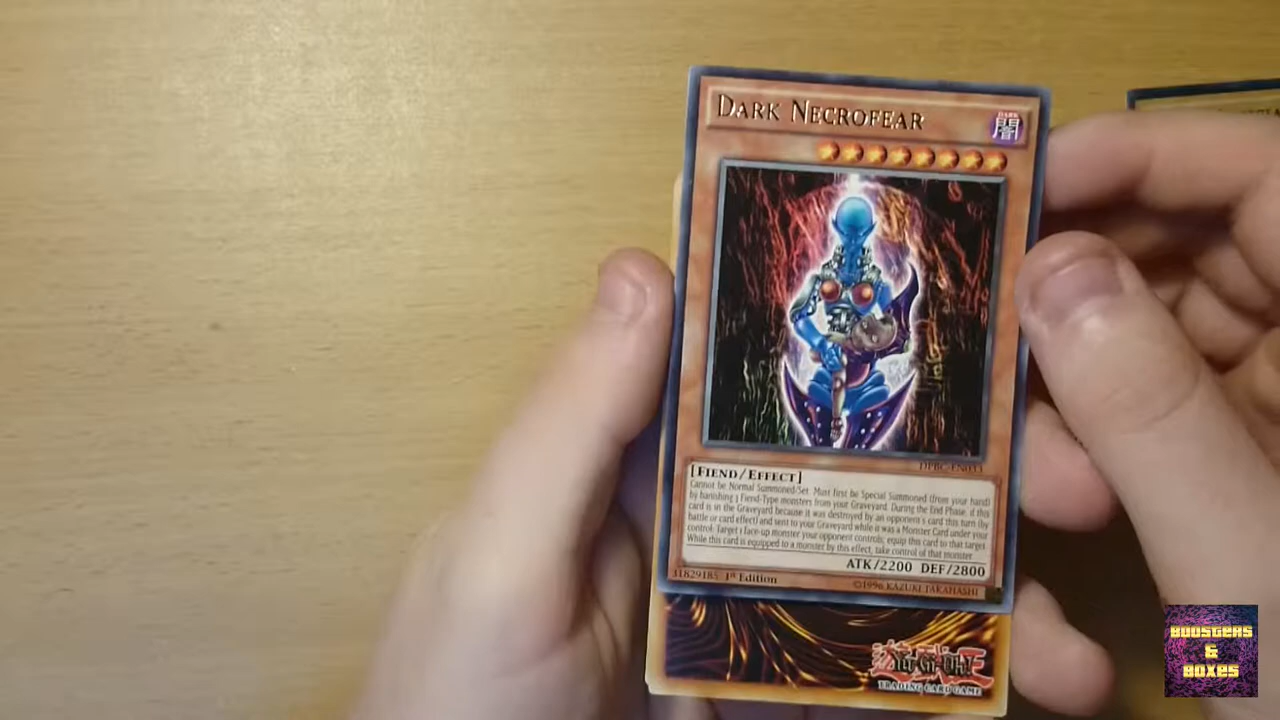 DARK NECROFEAR
DARK
闇
DPBC-EN033
[FIEND/EFFECT]
Cannot be Normal Summoned/Set. Must first be Special Summoned (from your hand)
by banishing 3 Fiend-Type monsters from your Graveyard. During the End Phase, if this
card is in the Graveyard because it was destroyed by an opponent's card this turn (by
battle or card effect) and sent to your Graveyard while it was a Monster Card under your
control: Target 1 face-up monster your opponent controls; equip this card to that target.
While this card is equipped to a monster by this effect, take control of that monster.
ATK/2200 DEF/2800
31829185 1st Edition
©1996 KAZUKI TAKAHASHI
Yu-Gi-Oh!
TRADING CARD GAME
BOOSTERS
&
BOXES